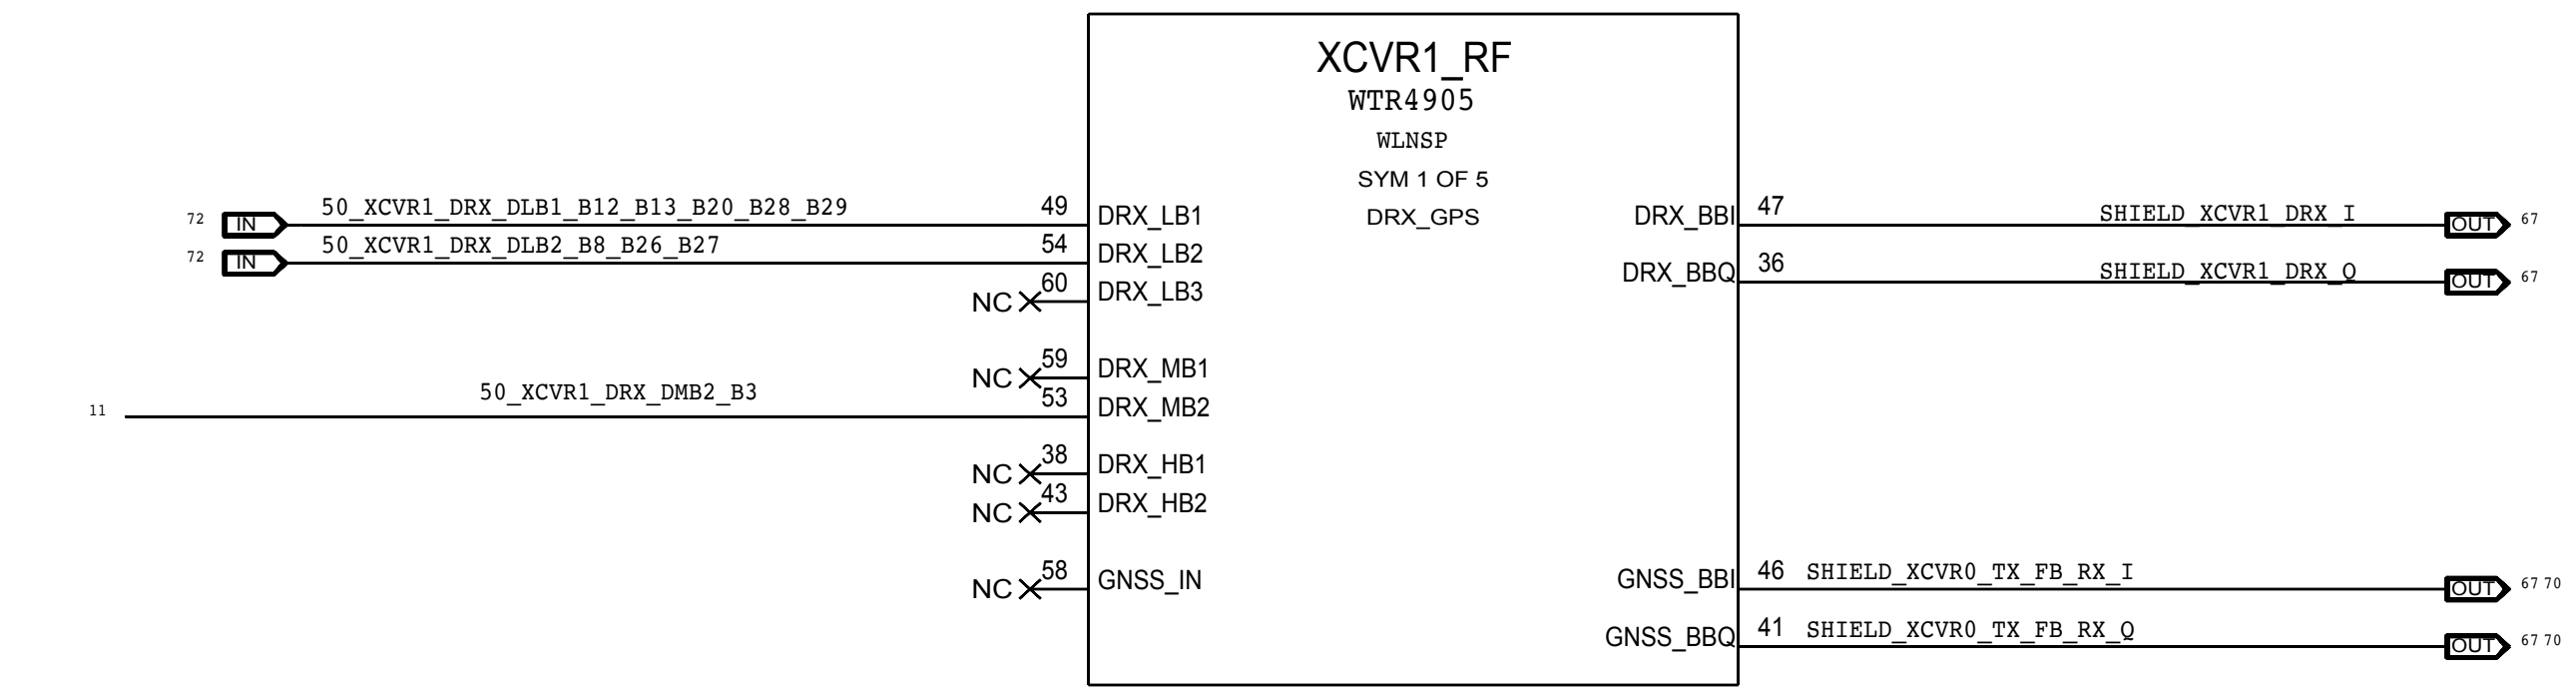 XCVR1_RF
WTR4905
WLNSP
SYM 1 OF 5
DRX_GPS
72 IN 50_XCVR1_DRX_DLB1_B12_B13_B20_B28_B29 49 DRX_LB1
72 IN 50_XCVR1_DRX_DLB2_B8_B26_B27 54 DRX_LB2
NC 60 DRX_LB3
NC 59 DRX_MB1
11 50_XCVR1_DRX_DMB2_B3 53 DRX_MB2
NC 38 DRX_HB1
NC 43 DRX_HB2
NC 58 GNSS_IN
DRX_BBI 47 SHIELD_XCVR1_DRX_I OUT 67
DRX_BBQ 36 SHIELD_XCVR1_DRX_Q OUT 67
GNSS_BBI 46 SHIELD_XCVR0_TX_FB_RX_I OUT 67 70
GNSS_BBQ 41 SHIELD_XCVR0_TX_FB_RX_Q OUT 67 70